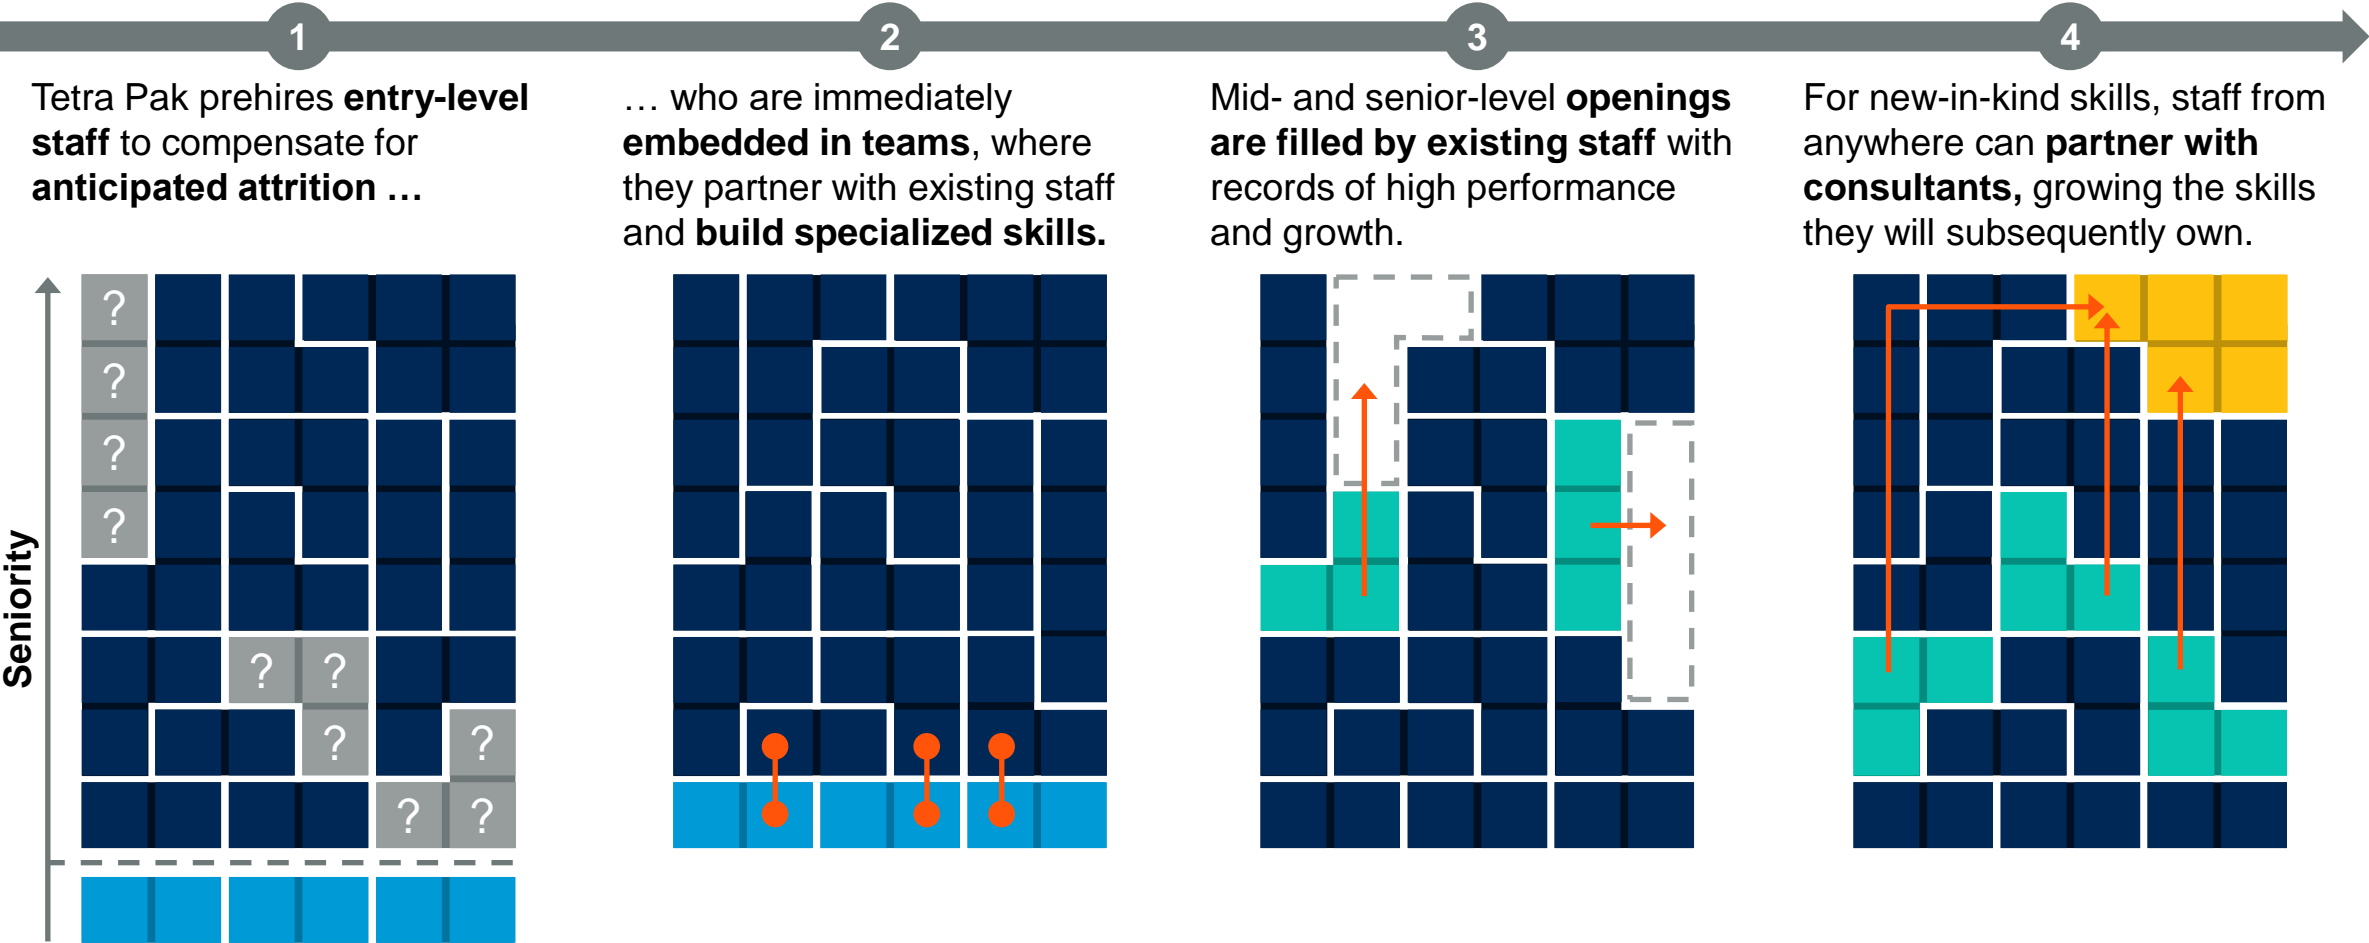 1
2
3
4
Tetra Pak prehires entry-level
staff to compensate for
anticipated attrition …
… who are immediately
embedded in teams, where
they partner with existing staff
and build specialized skills.
Mid- and senior-level openings
are filled by existing staff with
records of high performance
and growth.
For new-in-kind skills, staff from
anywhere can partner with
consultants, growing the skills
they will subsequently own.
Seniority
?
?
?
?
? ?
? ?
? ?